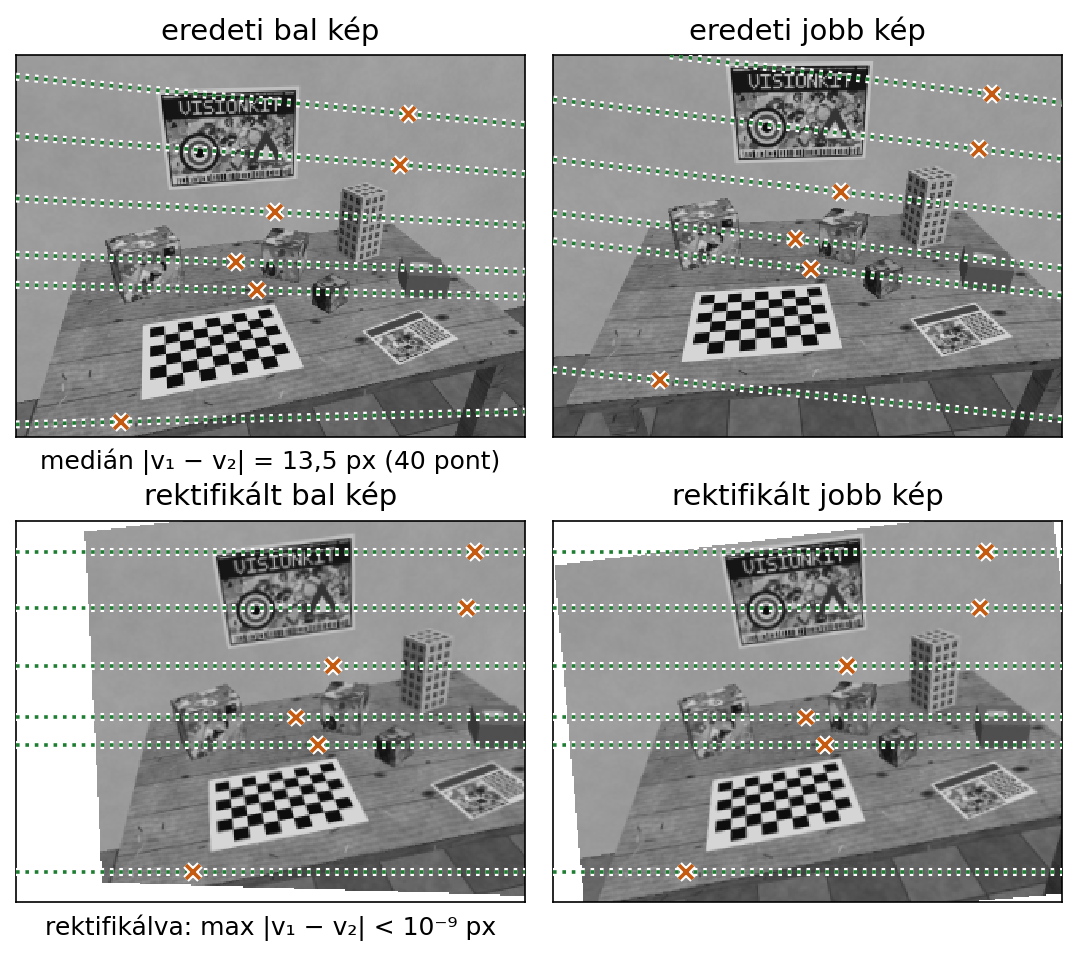 eredeti bal kép
eredeti jobb kép
VISIONKIT
VISIONKIT
medián |v₁ − v₂| = 13,5 px (40 pont)
rektifikált bal kép
rektifikált jobb kép
VISIONKIT
VISIONKIT
rektifikálva: max |v₁ − v₂| < 10⁻⁹ px